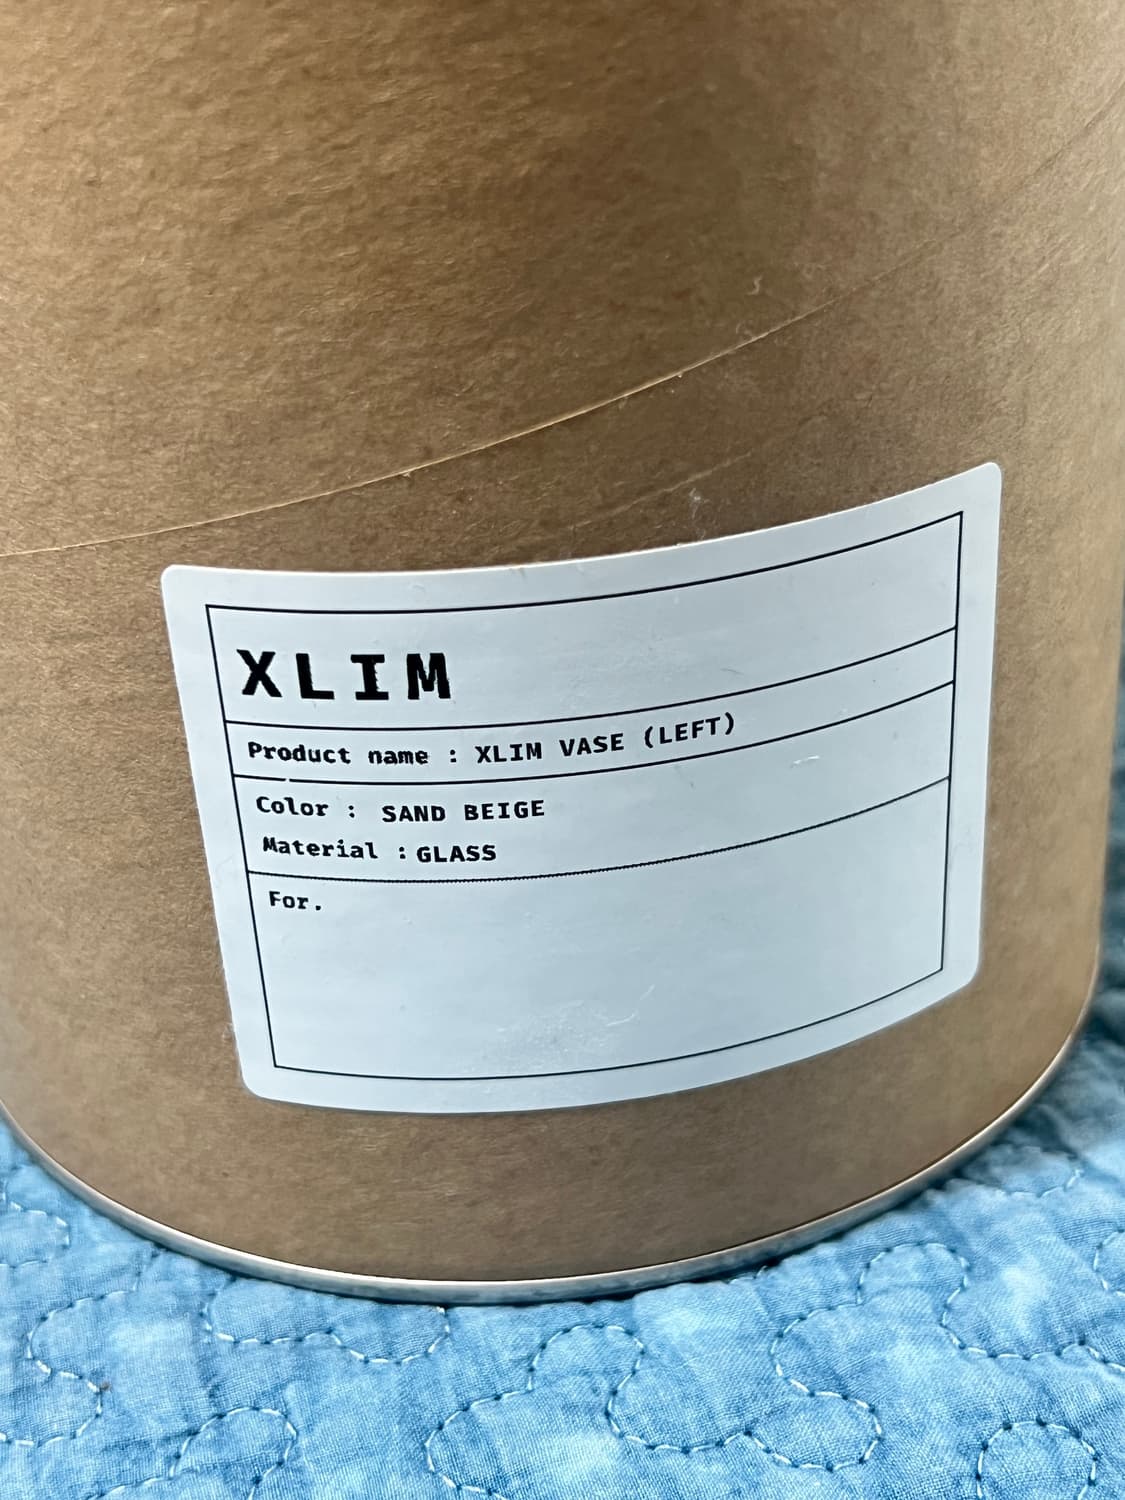 XLIM
Product name : XLIM VASE (LEFT)
Color : SAND BEIGE
Material : GLASS
For.